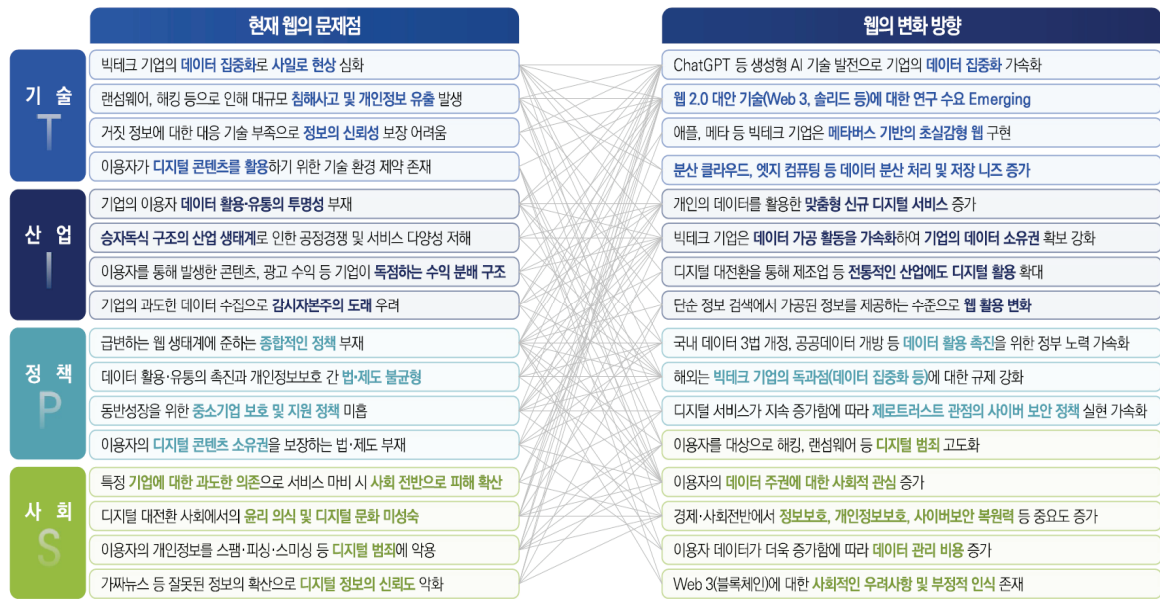 현재 웹의 문제점
웹의 변화 방향
기 술
T
빅테크 기업의 데이터 집중화로 사일로 현상 심화
랜섬웨어, 해킹 등으로 인해 대규모 침해사고 및 개인정보 유출 발생
거짓 정보에 대한 대응 기술 부족으로 정보의 신뢰성 보장 어려움
이용자가 디지털 콘텐츠를 활용하기 위한 기술 환경 제약 존재
ChatGPT 등 생성형 AI 기술 발전으로 기업의 데이터 집중화 가속화
웹 2.0 대안 기술(Web 3, 솔리드 등)에 대한 연구 수요 Emerging
애플, 메타 등 빅테크 기업은 메타버스 기반의 초실감형 웹 구현
분산 클라우드, 엣지 컴퓨팅 등 데이터 분산 처리 및 저장 니즈 증가
산 업
I
기업의 이용자 데이터 활용·유통의 투명성 부재
승자독식 구조의 산업 생태계로 인한 공정경쟁 및 서비스 다양성 저해
이용자를 통해 발생한 콘텐츠, 광고 수익 등 기업이 독점하는 수익 분배 구조
기업의 과도한 데이터 수집으로 감시자본주의 도래 우려
개인의 데이터를 활용한 맞춤형 신규 디지털 서비스 증가
빅테크 기업은 데이터 가공 활동을 가속화하여 기업의 데이터 소유권 확보 강화
디지털 대전환을 통해 제조업 등 전통적인 산업에도 디지털 활용 확대
단순 정보 검색에서 가공된 정보를 제공하는 수준으로 웹 활용 변화
정 책
P
급변하는 웹 생태계에 준하는 종합적인 정책 부재
데이터 활용·유통의 촉진과 개인정보보호 간 법·제도 불균형
동반성장을 위한 중소기업 보호 및 지원 정책 미흡
이용자의 디지털 콘텐츠 소유권을 보장하는 법·제도 부재
국내 데이터 3법 개정, 공공데이터 개방 등 데이터 활용 촉진을 위한 정부 노력 가속화
해외는 빅테크 기업의 독과점(데이터 집중화 등)에 대한 규제 강화
디지털 서비스가 지속 증가함에 따라 제로트러스트 관점의 사이버 보안 정책 실현 가속화
이용자를 대상으로 해킹, 랜섬웨어 등 디지털 범죄 고도화
사 회
S
특정 기업에 대한 과도한 의존으로 서비스 마비 시 사회 전반으로 피해 확산
디지털 대전환 사회에서의 윤리 의식 및 디지털 문화 미성숙
이용자의 개인정보를 스팸·피싱·스미싱 등 디지털 범죄에 악용
가짜뉴스 등 잘못된 정보의 확산으로 디지털 정보의 신뢰도 악화
이용자의 데이터 주권에 대한 사회적 관심 증가
경제·사회전반에서 정보보호, 개인정보보호, 사이버보안 복원력 등 중요도 증가
이용자 데이터가 더욱 증가함에 따라 데이터 관리 비용 증가
Web 3(블록체인)에 대한 사회적인 우려사항 및 부정적 인식 존재